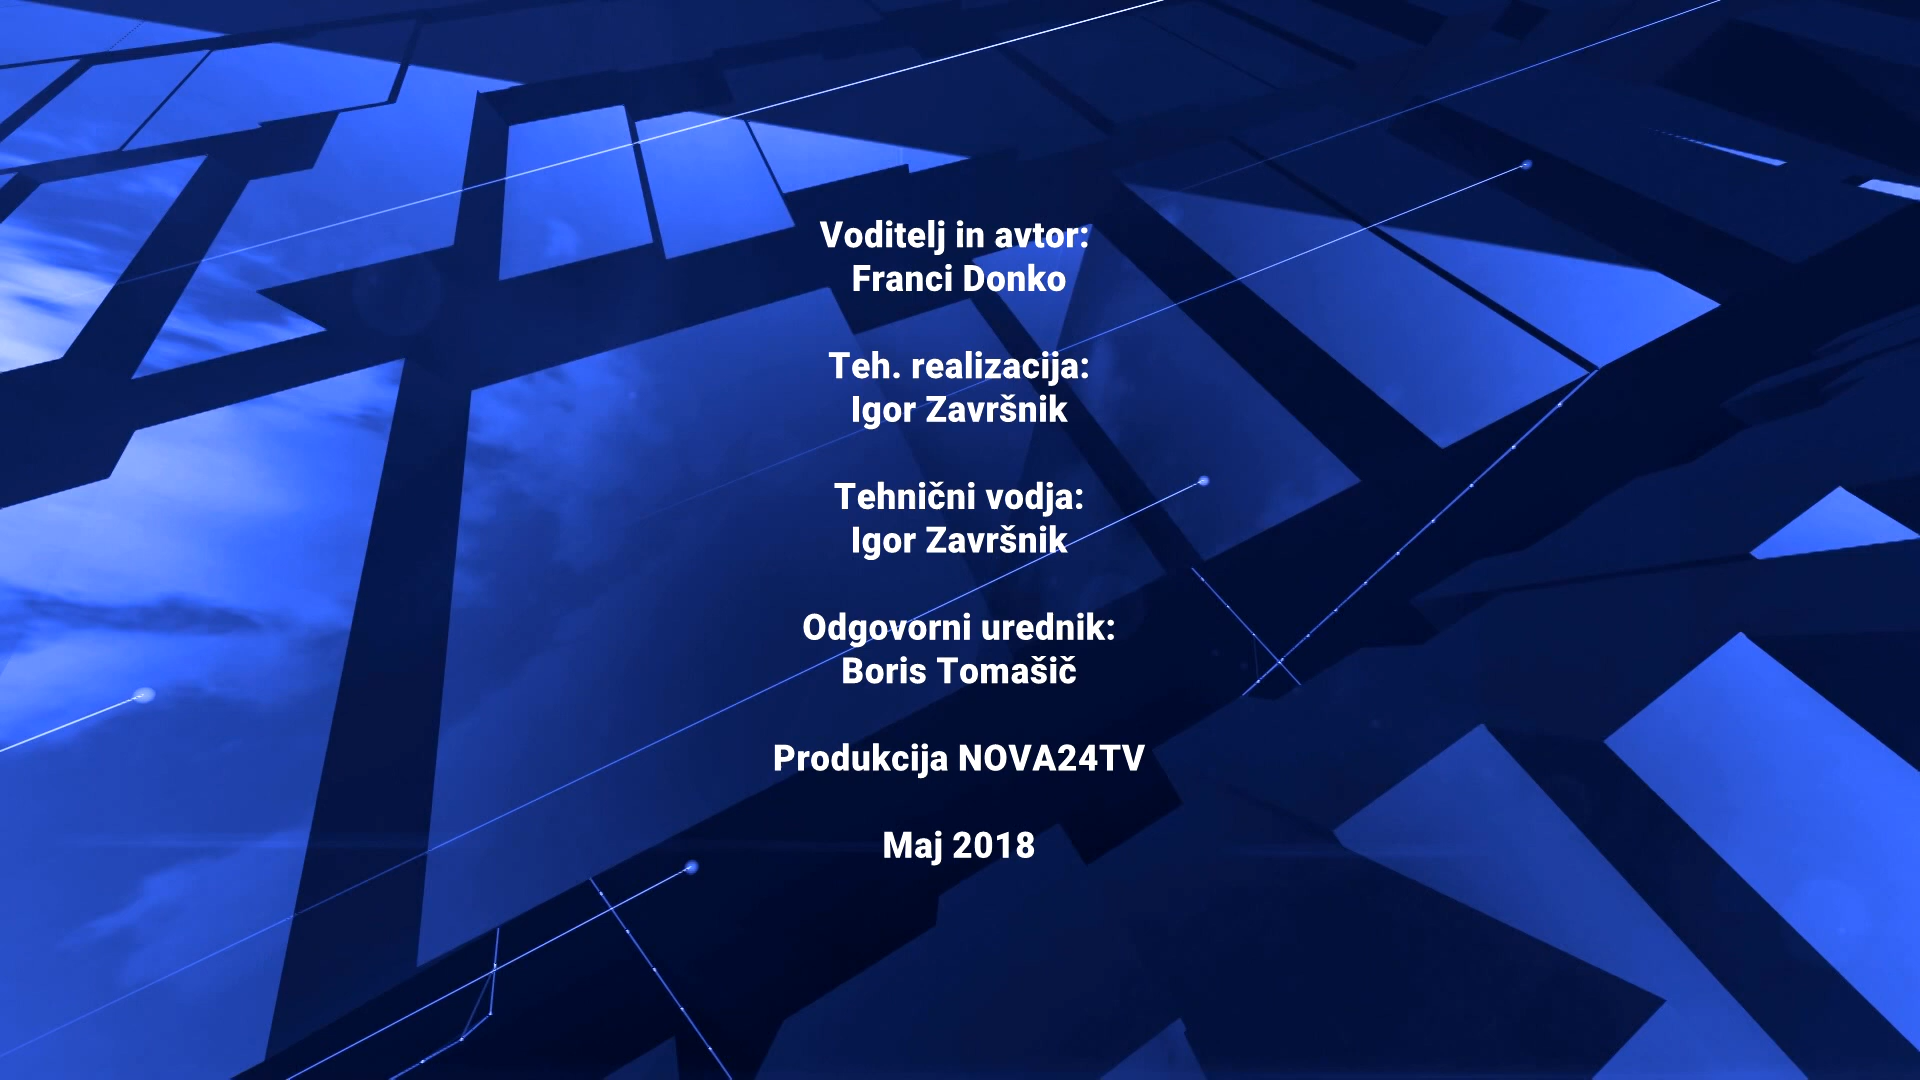 Voditelj in avtor:
Franci Donko
Teh. realizacija:
Igor Završnik
Tehnični vodja:
Igor Završnik
Odgovorni urednik:
Boris Tomašič
Produkcija NOVA24TV
Maj 2018